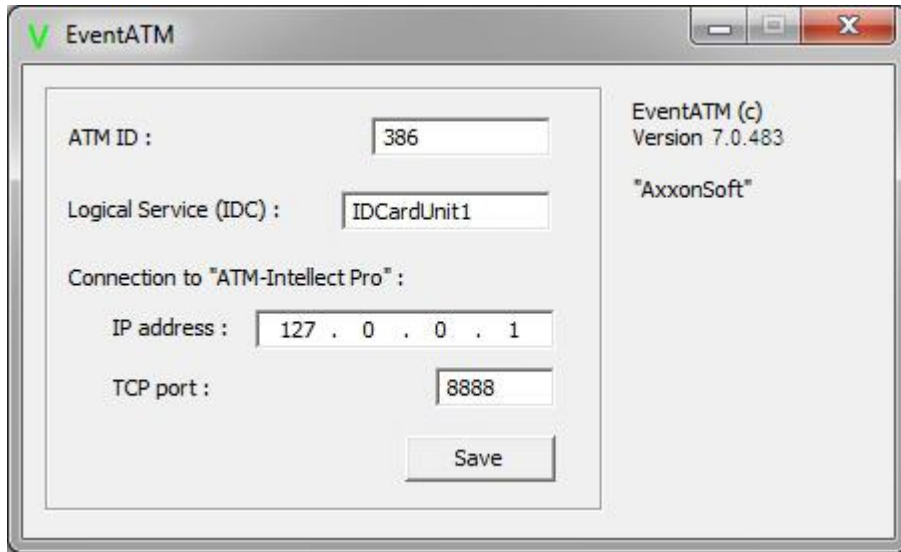 EventATM
ATM ID :
386
Logical Service (IDC) :
IDCardUnit1
Connection to "ATM-Intellect Pro" :
IP address :
127 . 0 . 0 . 1
TCP port :
8888
Save
EventATM (c)
Version 7.0.483
"AxxonSoft"